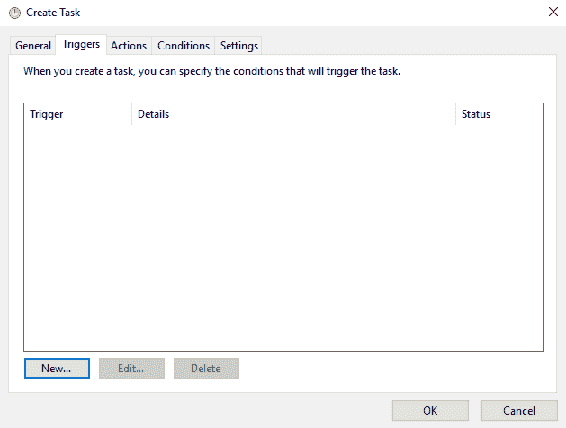 Create Task
General Triggers Actions Conditions Settings
When you create a task, you can specify the conditions that will trigger the task.
Trigger Details Status
New... Edit... Delete
OK Cancel